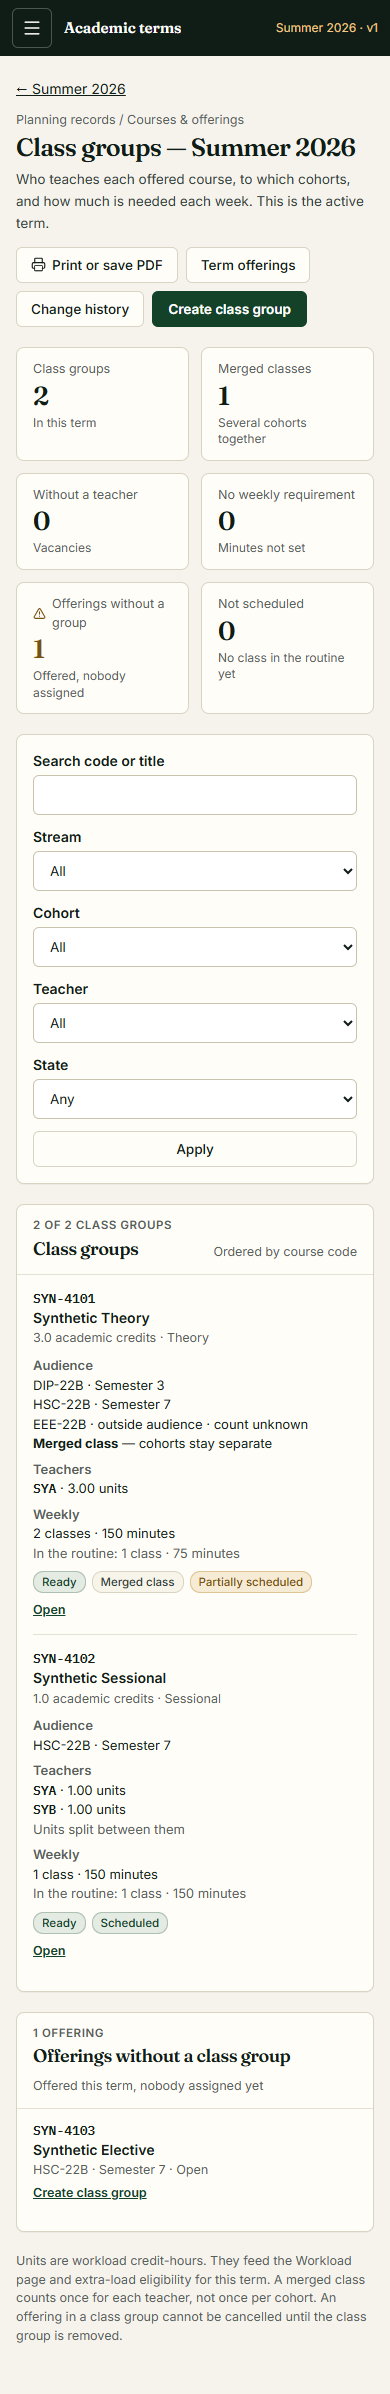 Academic terms
Summer 2026 · v1
← Summer 2026
Planning records / Courses & offerings
Class groups — Summer 2026
Who teaches each offered course, to which cohorts,
and how much is needed each week. This is the active
term.
Print or save PDF
Term offerings
Change history
Create class group
Class groups
2
In this term
Merged classes
1
Several cohorts
together
Without a teacher
0
Vacancies
No weekly requirement
0
Minutes not set
Offerings without a
group
1
Offered, nobody
assigned
Not scheduled
0
No class in the routine
yet
Search code or title
Stream
All
Cohort
All
Teacher
All
State
Any
Apply
2 OF 2 CLASS GROUPS
Class groups
Ordered by course code
SYN-4101
Synthetic Theory
3.0 academic credits · Theory
Audience
DIP-22B · Semester 3
HSC-22B · Semester 7
EEE-22B · outside audience · count unknown
Merged class — cohorts stay separate
Teachers
SYA · 3.00 units
Weekly
2 classes · 150 minutes
In the routine: 1 class · 75 minutes
Ready
Merged class
Partially scheduled
Open
SYN-4102
Synthetic Sessional
1.0 academic credits · Sessional
Audience
HSC-22B · Semester 7
Teachers
SYA · 1.00 units
SYB · 1.00 units
Units split between them
Weekly
1 class · 150 minutes
In the routine: 1 class · 150 minutes
Ready
Scheduled
Open
1 OFFERING
Offerings without a class group
Offered this term, nobody assigned yet
SYN-4103
Synthetic Elective
HSC-22B · Semester 7 · Open
Create class group
Units are workload credit-hours. They feed the Workload
page and extra-load eligibility for this term. A merged class
counts once for each teacher, not once per cohort. An
offering in a class group cannot be cancelled until the class
group is removed.